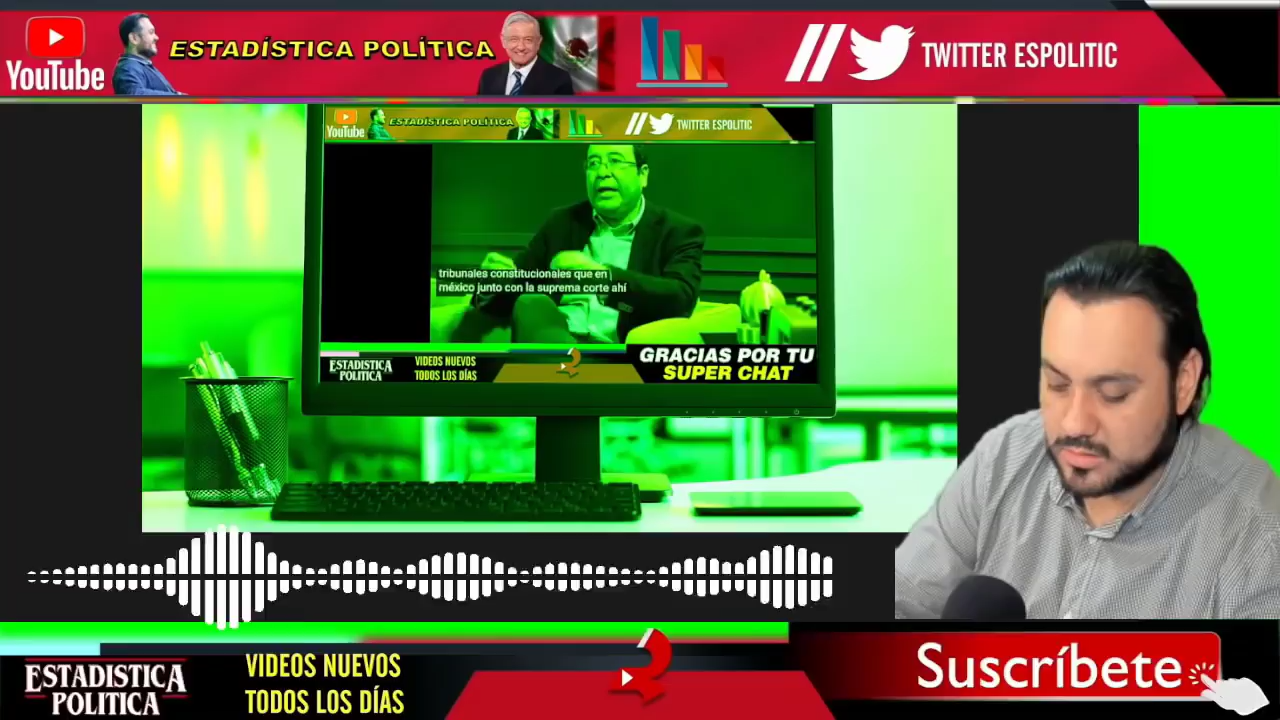 YouTube
ESTADÍSTICA POLÍTICA
TWITTER ESPOLITIC
YouTube
ESTADÍSTICA POLÍTICA
TWITTER ESPOLITIC
tribunales constitucionales que en
méxico junto con la suprema corte ahí
ESTADISTICA
POLITICA
VIDEOS NUEVOS
TODOS LOS DÍAS
GRACIAS POR TU
SUPER CHAT
ESTADISTICA
POLITICA
VIDEOS NUEVOS
TODOS LOS DÍAS
Suscríbete